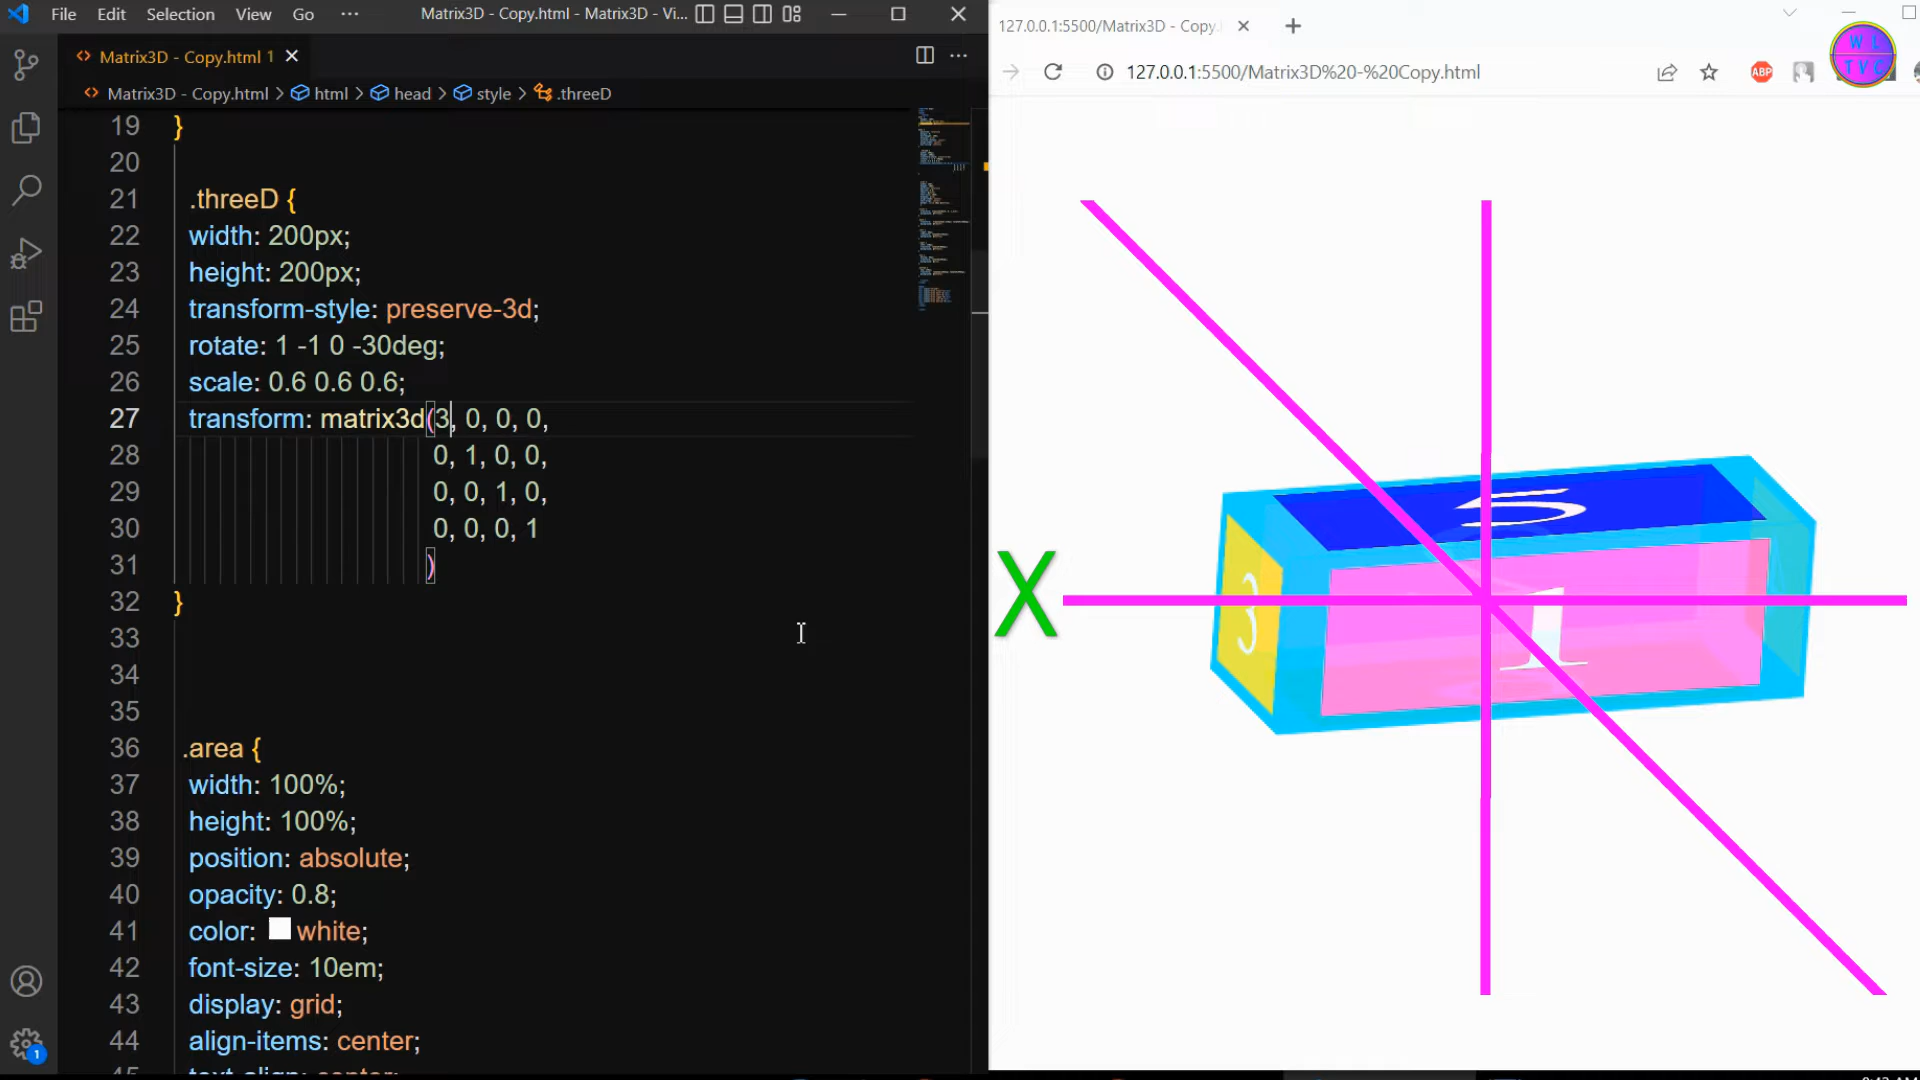 File Edit Selection View Go ··· Matrix3D - Copy.html - Matrix3D - Vi...
Matrix3D - Copy.html 1
Matrix3D - Copy.html > html > head > style > .threeD
19 }
20
21 .threeD {
22 width: 200px;
23 height: 200px;
24 transform-style: preserve-3d;
25 rotate: 1 -1 0 -30deg;
26 scale: 0.6 0.6 0.6;
27 transform: matrix3d(3, 0, 0, 0,
28 0, 1, 0, 0,
29 0, 0, 1, 0,
30 0, 0, 0, 1
31 )
32 }
33
34
35
36 .area {
37 width: 100%;
38 height: 100%;
39 position: absolute;
40 opacity: 0.8;
41 color: white;
42 font-size: 10em;
43 display: grid;
44 align-items: center;
45 text-align: center;
1
127.0.0.1:5500/Matrix3D - Copy.
127.0.0.1:5500/Matrix3D%20-%20Copy.html
ABP
W L
T V C
5
X
3
1